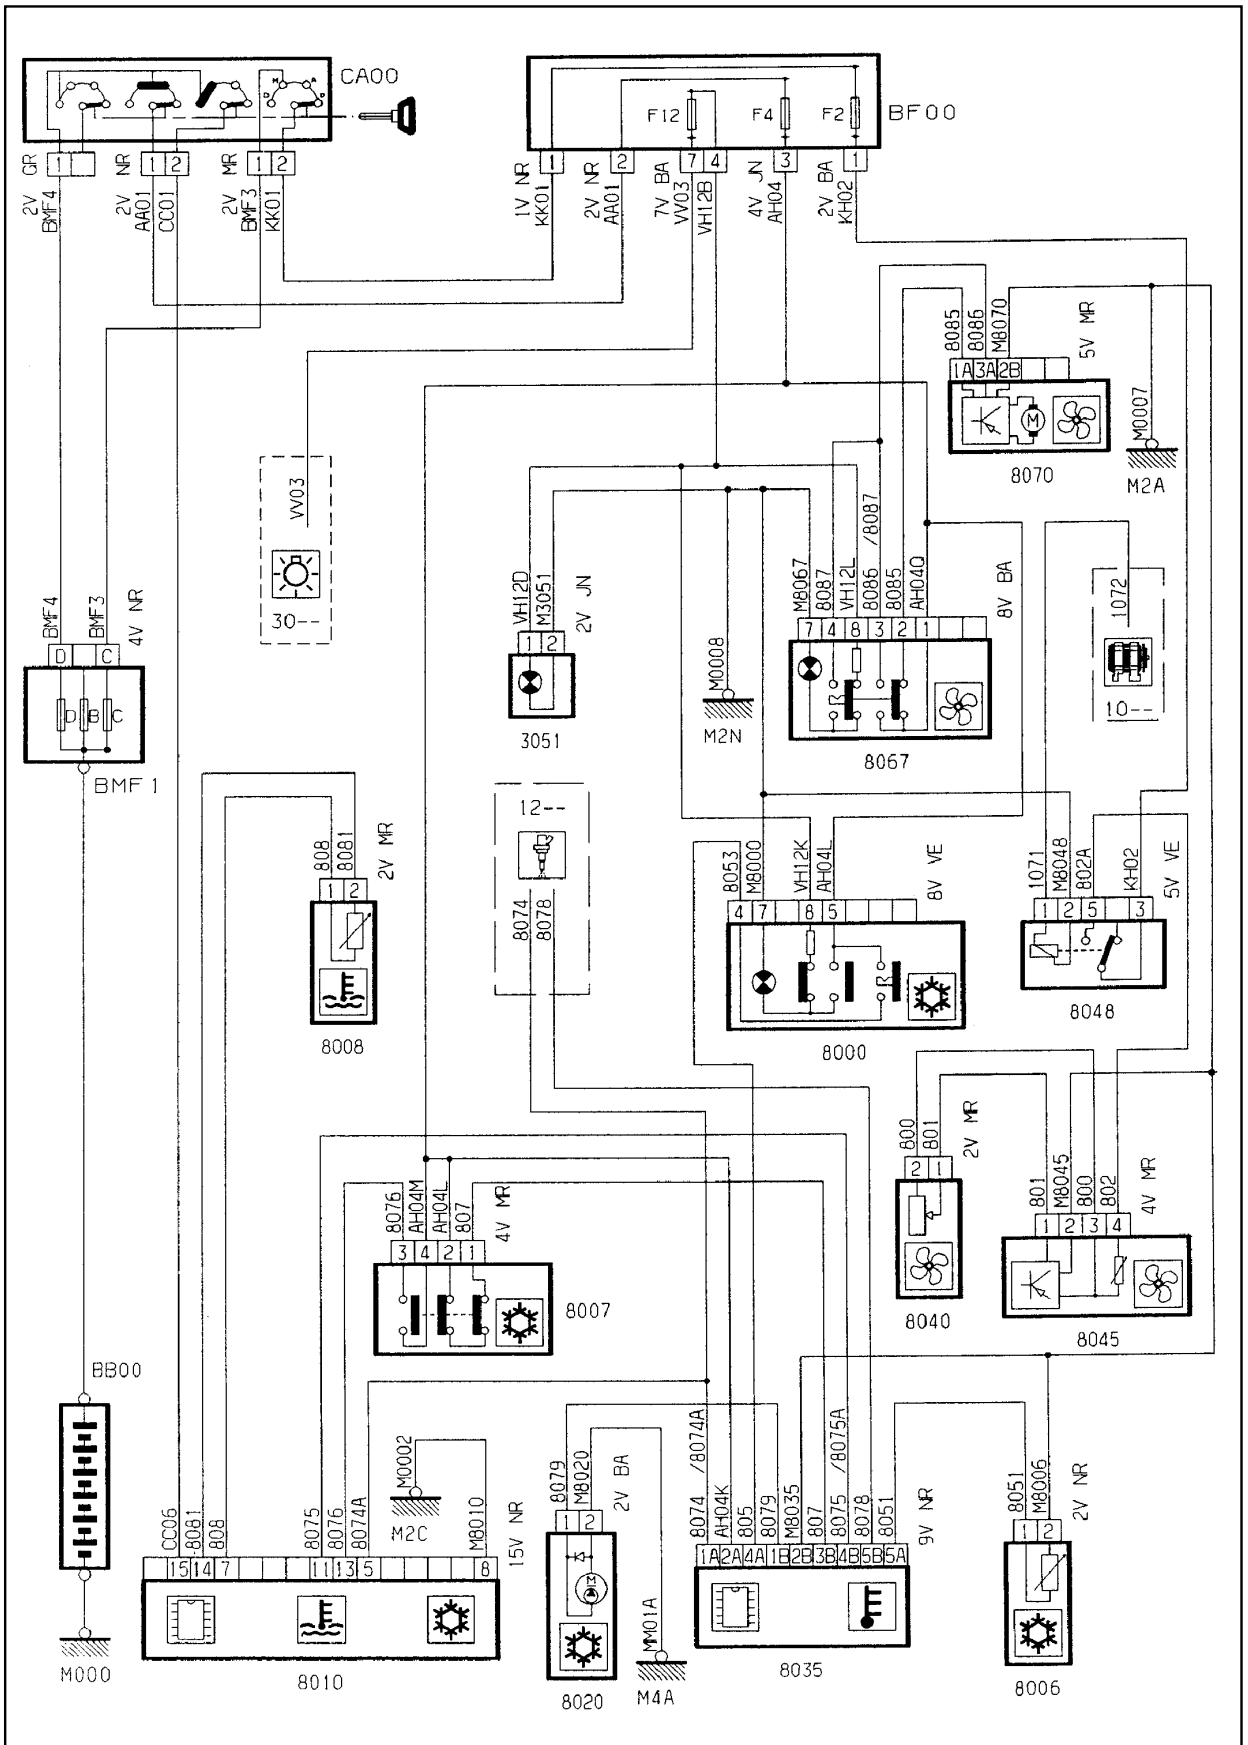 CA00
H
A
D
P
1
1
2
1
2
2V GR
2V NR
2V MR
BMF4
AA01
CC01
BMF3
KK01
BF00
F12
F4
F2
1
2
7
4
3
1
1V NR
2V NR
7V BA
4V JN
2V BA
KK01
AA01
VV03
VH12B
AH04
KH02
8085
8086
M8070
5V MR
1A
3A
2B
M
8070
M0007
M2A
VV03
30--
BMF4
BMF3
4V NR
D
C
D
B
C
BMF1
VH12D
M3051
2V JN
1
2
3051
M0008
M2N
M8067
8087
VH12L
8086
/8087
8085
AH04Q
8V BA
7
4
8
3
2
1
8067
1072
10--
808
8081
2V MR
1
2
8008
12--
8074
8078
8053
M8000
VH12K
AH04L
8V VE
4
7
8
5
8000
1071
M8048
802A
KH02
5V VE
1
2
5
3
8048
800
801
2V MR
2
1
8040
801
M8045
800
802
4V MR
1
2
3
4
8045
8076
AH04M
AH04L
807
4V MR
3
4
2
1
8007
BB00
M000
CC06
8081
808
8075
8076
8074A
M8010
15V NR
15
14
7
11
13
5
8
8010
M0002
M2C
8079
M8020
2V BA
1
2
M
8020
MM01A
M4A
8074
/8074A
AH04K
805
8079
M8035
807
8075
/8075A
8078
8051
9V NR
1A
2A
4A
1B
2B
3B
4B
5B
5A
8035
8051
M8006
2V NR
1
2
8006